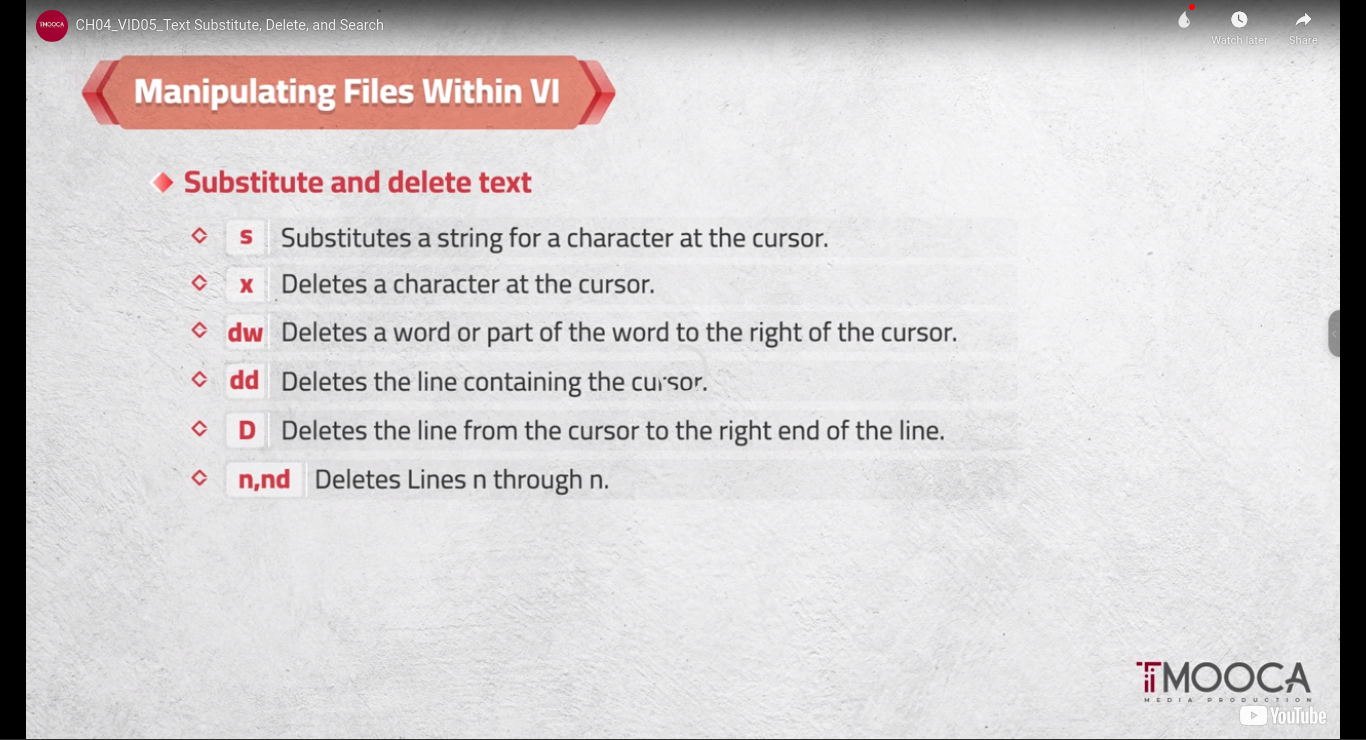 TMOOCA
CH04_VID05_Text Substitute, Delete, and Search
Watch later
Share
Manipulating Files Within VI
Substitute and delete text
s Substitutes a string for a character at the cursor.
x Deletes a character at the cursor.
dw Deletes a word or part of the word to the right of the cursor.
dd Deletes the line containing the cursor.
D Deletes the line from the cursor to the right end of the line.
n,nd Deletes Lines n through n.
TMOOCA
MEDIA PRODUCTION
YouTube